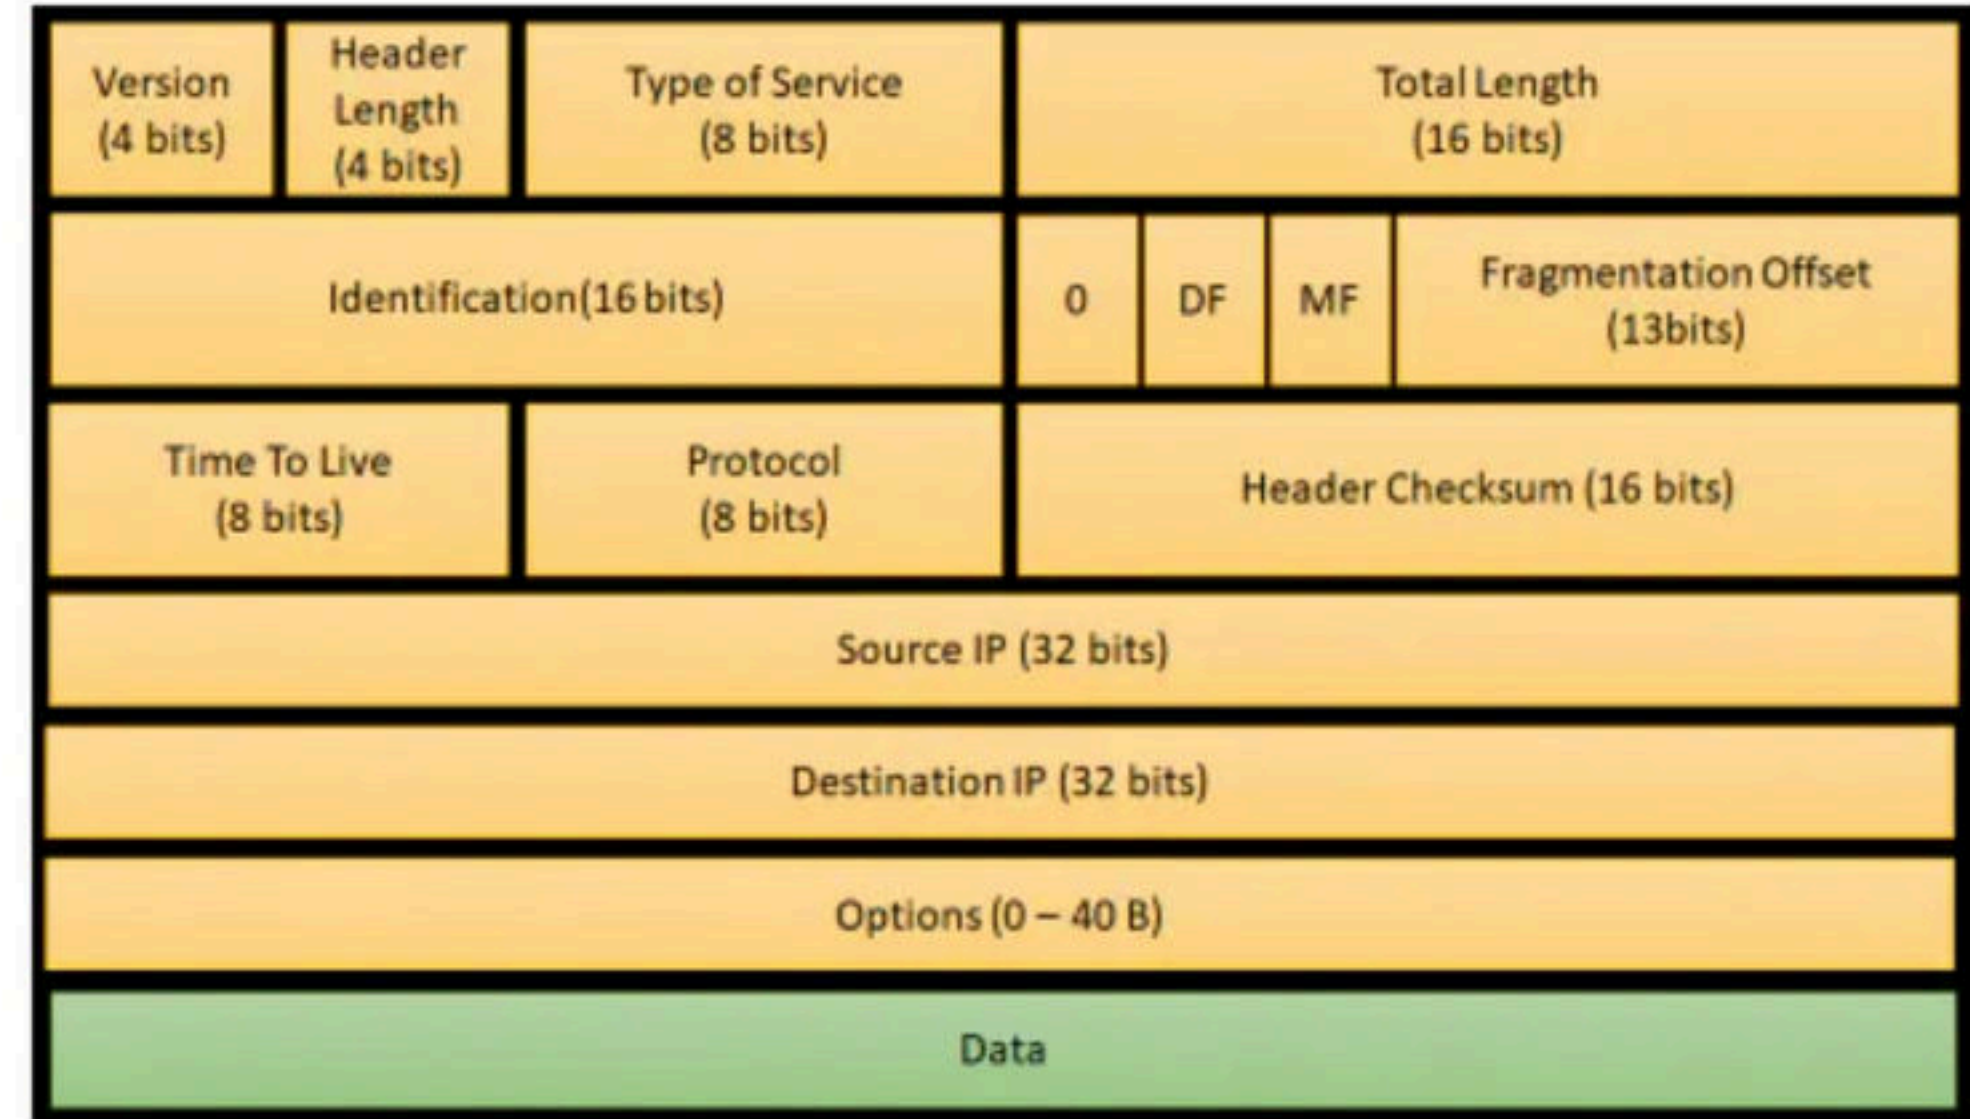 Version
(4 bits)
Header
Length
(4 bits)
Type of Service
(8 bits)
Total Length
(16 bits)
Identification(16 bits)
0
DF
MF
Fragmentation Offset
(13bits)
Time To Live
(8 bits)
Protocol
(8 bits)
Header Checksum (16 bits)
Source IP (32 bits)
Destination IP (32 bits)
Options (0 – 40 B)
Data